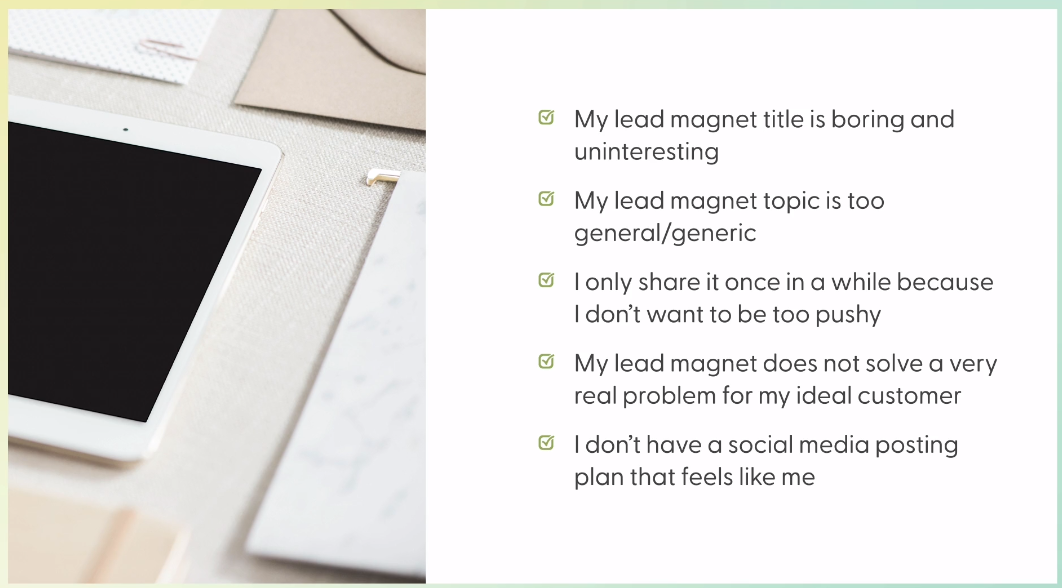 My lead magnet title is boring and
uninteresting
My lead magnet topic is too
general/generic
I only share it once in a while because
I don't want to be too pushy
My lead magnet does not solve a very
real problem for my ideal customer
I don't have a social media posting
plan that feels like me